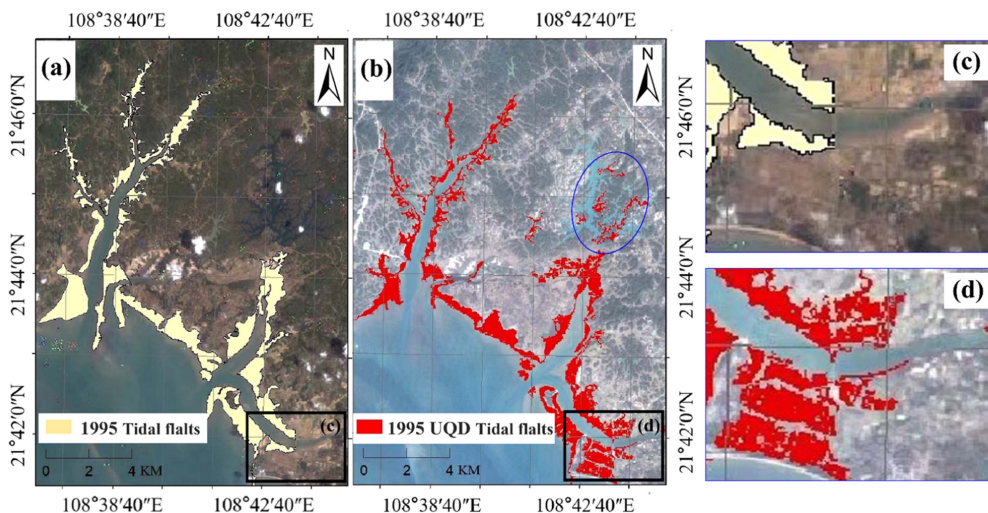 108°38′40″E 108°42′40″E 108°38′40″E 108°42′40″E
(a)
N
(b)
N
(c)
(d)
21°46′0″N
21°44′0″N
21°42′0″N
21°46′0″N
21°44′0″N
21°42′0″N
1995 Tidal flalts
0 2 4 KM
(c)
1995 UQD Tidal flalts
0 2 4 KM
(d)
108°38′40″E 108°42′40″E 108°38′40″E 108°42′40″E